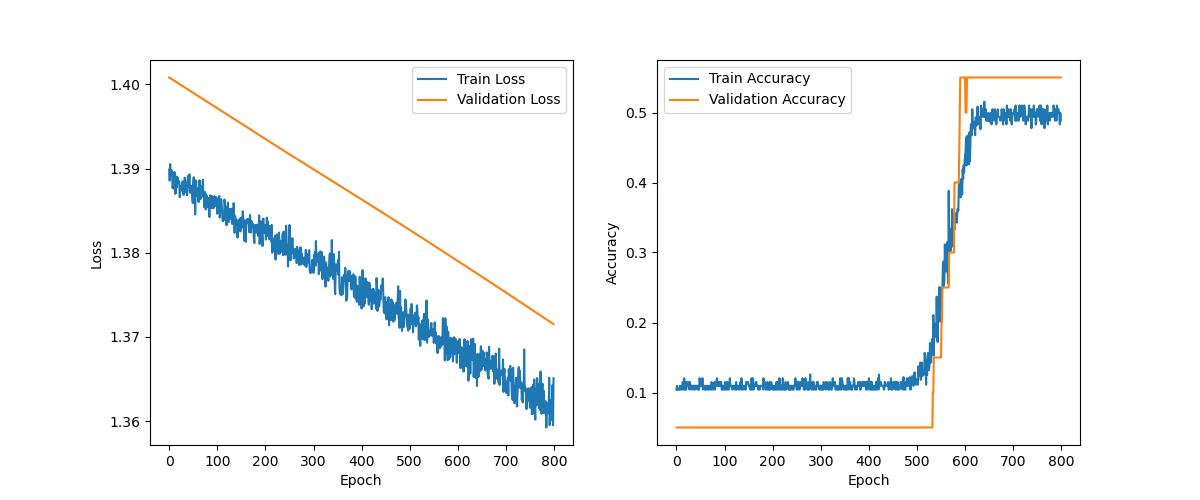 Train Loss
Validation Loss
1.40
1.39
1.38
1.37
1.36
Loss
0 100 200 300 400 500 600 700 800
Epoch
Train Accuracy
Validation Accuracy
0.5
0.4
0.3
0.2
0.1
Accuracy
0 100 200 300 400 500 600 700 800
Epoch